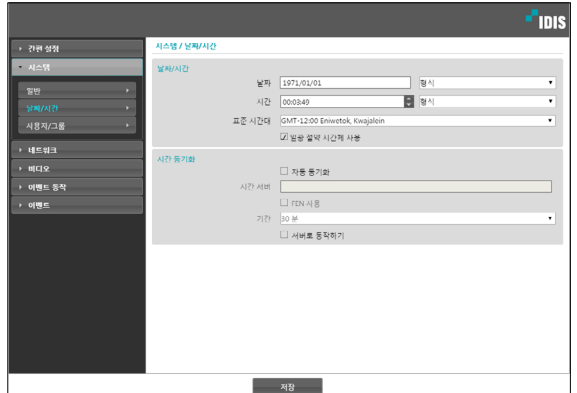 IDIS
간편 설정
시스템
일반
날짜/시간
사용자/그룹
네트워크
비디오
이벤트 동작
이벤트
시스템 / 날짜/시간
날짜/시간
날짜 1971/01/01 형식
시간 00:03:49 형식
표준 시간대 GMT-12:00 Eniwetok, Kwajalein
일광 절약 시간제 사용
시간 동기화
자동 동기화
시간 서버
FEN 사용
기간 30 분
서버로 동작하기
저장